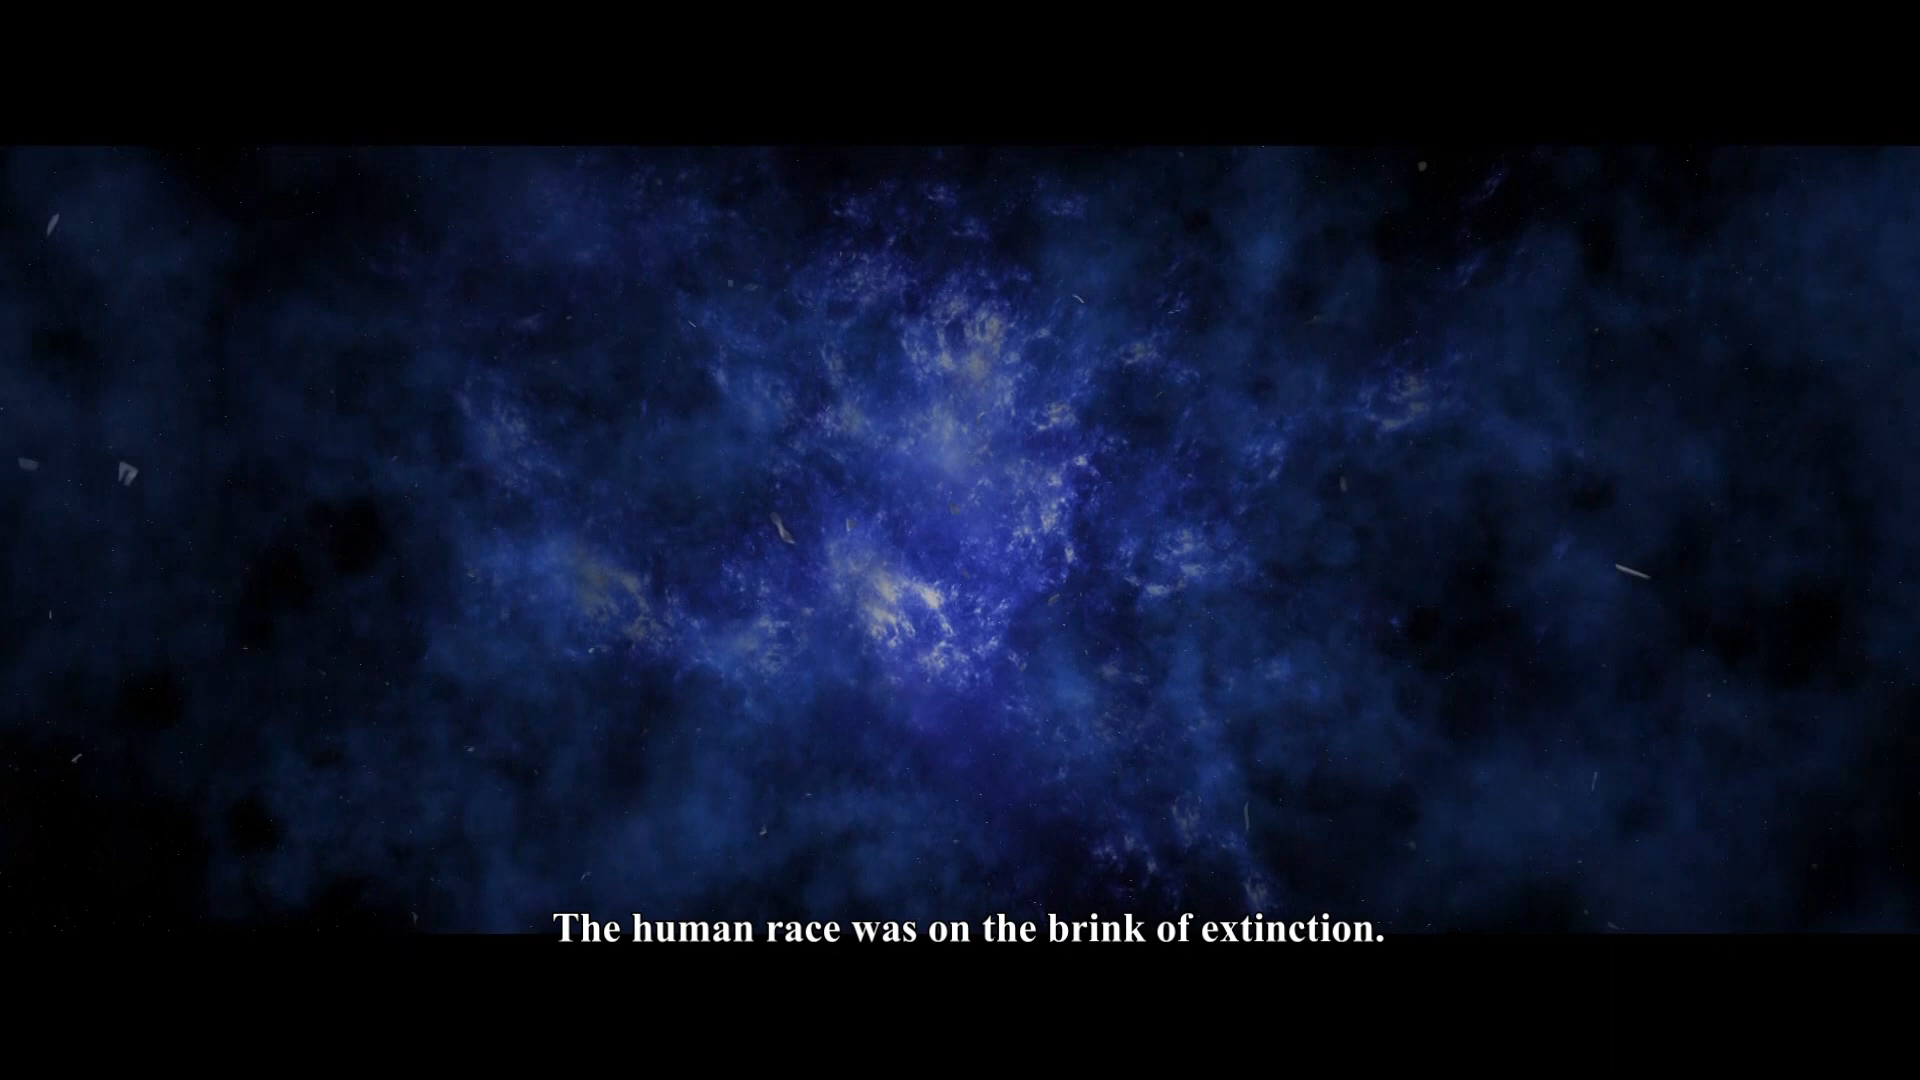 The human race was on the brink of extinction.